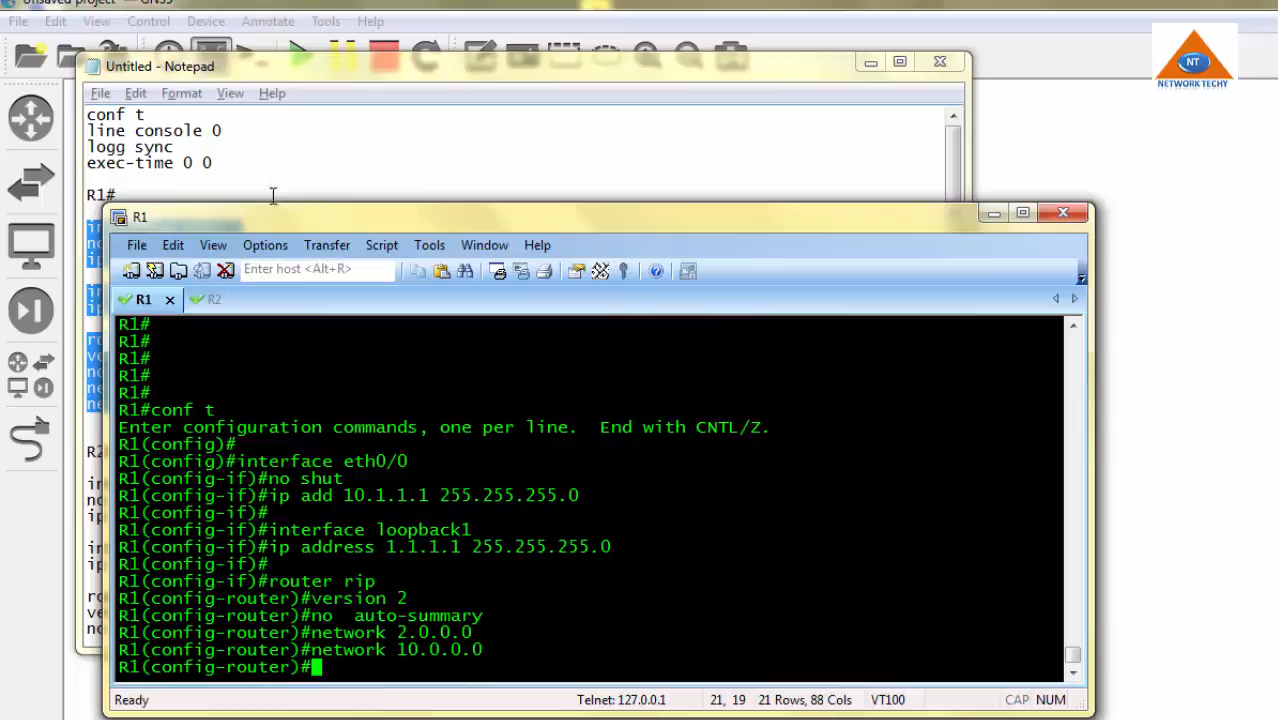 Unsaved project — GNS3
File Edit View Control Device Annotate Tools Help
NT
NETWORK TECHY
Untitled - Notepad
File Edit Format View Help
conf t
line console 0
logg sync
exec-time 0 0
R1#
R1
File Edit View Options Transfer Script Tools Window Help
Enter host <Alt+R>
R1 R2
R1#
R1#
R1#
R1#
R1#
R1#conf t
Enter configuration commands, one per line.  End with CNTL/Z.
R1(config)#
R1(config)#interface eth0/0
R1(config-if)#no shut
R1(config-if)#ip add 10.1.1.1 255.255.255.0
R1(config-if)#
R1(config-if)#interface loopback1
R1(config-if)#ip address 1.1.1.1 255.255.255.0
R1(config-if)#
R1(config-if)#router rip
R1(config-router)#version 2
R1(config-router)#no  auto-summary
R1(config-router)#network 2.0.0.0
R1(config-router)#network 10.0.0.0
R1(config-router)#
Ready Telnet: 127.0.0.1 21, 19 21 Rows, 88 Cols VT100 CAP NUM